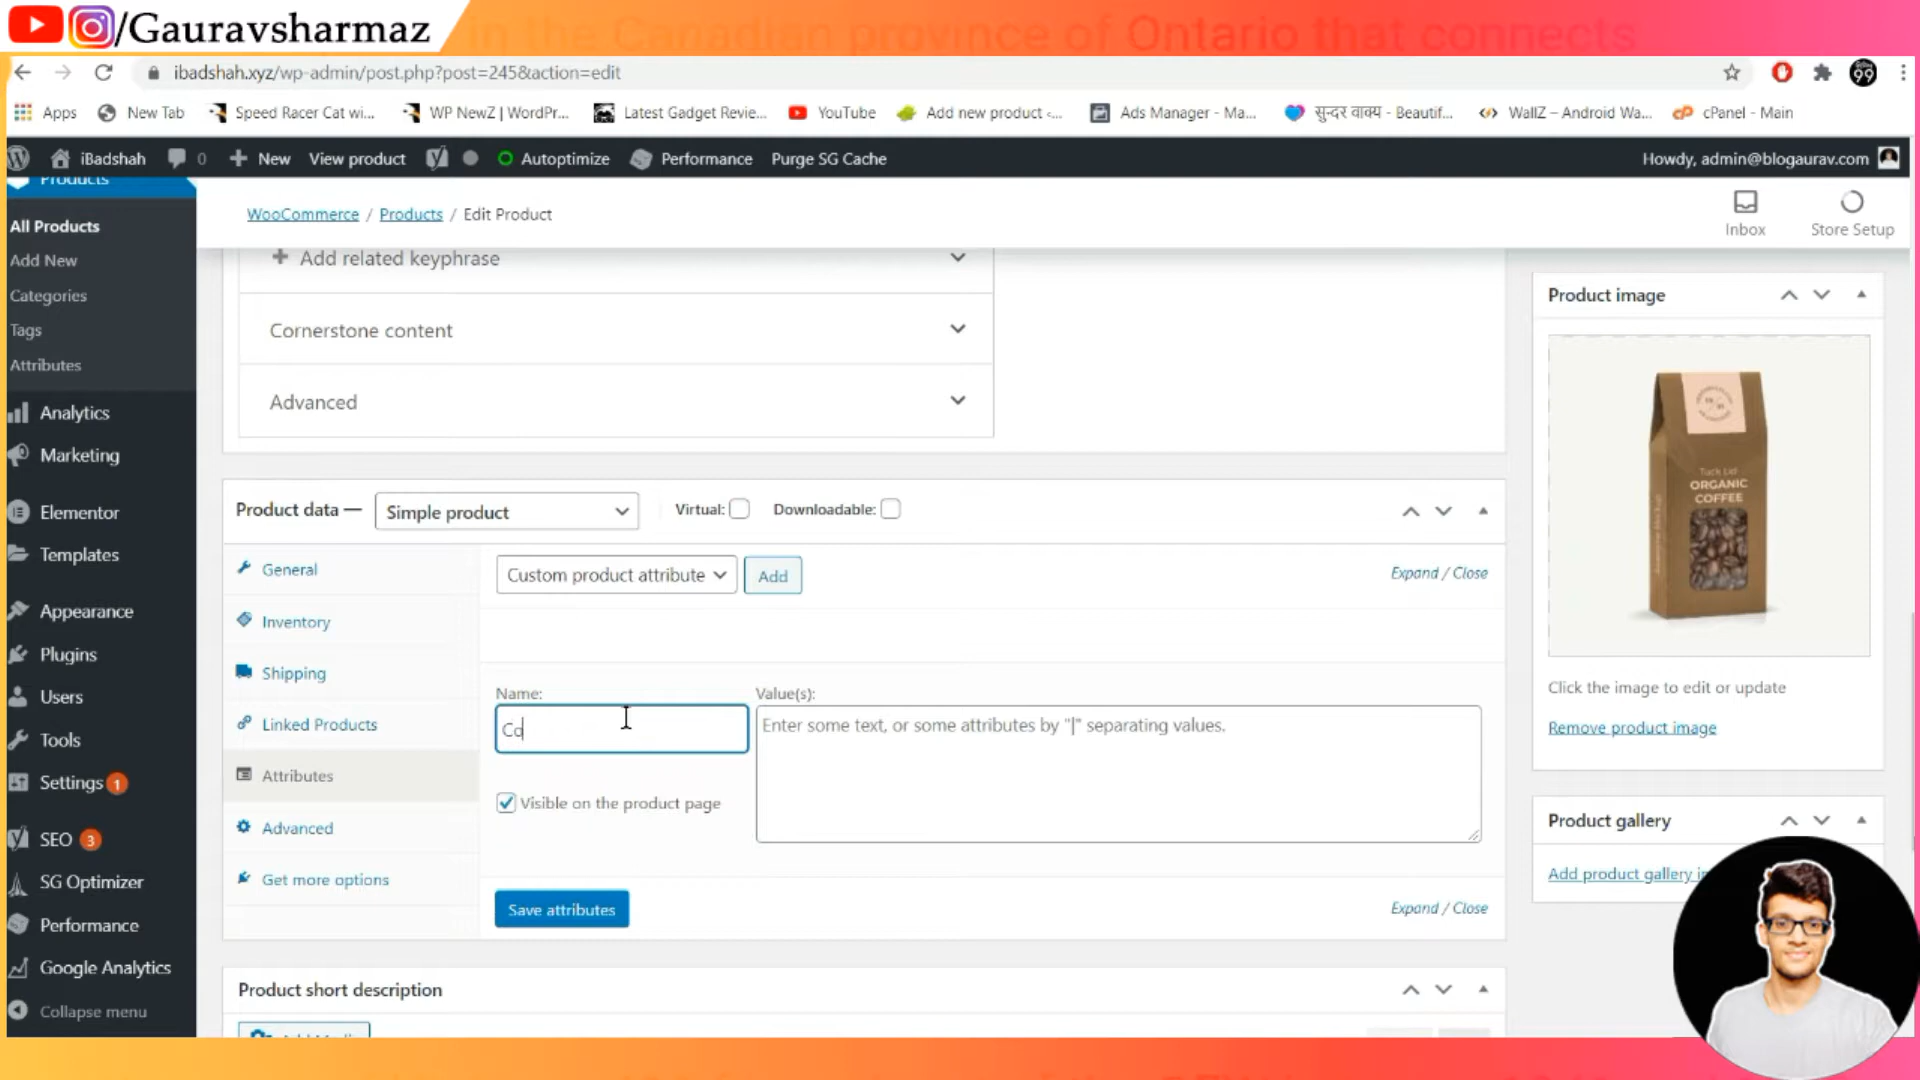 /Gauravsharmaz
in the Canadian province of Ontario that connects
ibadshah.xyz/wp-admin/post.php?post=245&action=edit
99
Apps New Tab Speed Racer Cat wi... WP NewZ | WordPr... Latest Gadget Revie... YouTube Add new product <... Ads Manager - Ma... सुन्दर वाक्य - Beautif... WallZ – Android Wa... cPanel - Main
iBadshah 0 New View product Autoptimize Performance Purge SG Cache Howdy, admin@blogaurav.com
Products
All Products
Add New
Categories
Tags
Attributes
Analytics
Marketing
Elementor
Templates
Appearance
Plugins
Users
Tools
Settings 1
SEO 3
SG Optimizer
Performance
Google Analytics
Collapse menu
WooCommerce / Products / Edit Product
Inbox
Store Setup
Add related keyphrase
Cornerstone content
Advanced
Product data — Simple product Virtual: Downloadable:
General
Inventory
Shipping
Linked Products
Attributes
Advanced
Get more options
Custom product attribute Add Expand / Close
Name:
Co
Value(s):
Enter some text, or some attributes by "|" separating values.
Visible on the product page
Save attributes
Expand / Close
Product short description
Product image
Tuck Lid
ORGANIC
COFFEE
Click the image to edit or update
Remove product image
Product gallery
Add product gallery